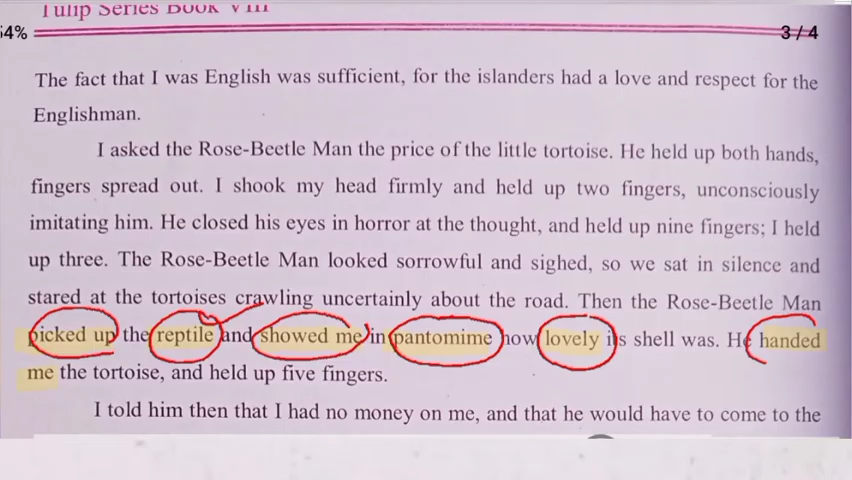 Tulip Series Book VIII
54%
3 / 4
The fact that I was English was sufficient, for the islanders had a love and respect for the
Englishman.
I asked the Rose-Beetle Man the price of the little tortoise. He held up both hands,
fingers spread out. I shook my head firmly and held up two fingers, unconsciously
imitating him. He closed his eyes in horror at the thought, and held up nine fingers; I held
up three. The Rose-Beetle Man looked sorrowful and sighed, so we sat in silence and
stared at the tortoises crawling uncertainly about the road. Then the Rose-Beetle Man
picked up the reptile and showed me in pantomime how lovely its shell was. He handed
me the tortoise, and held up five fingers.
I told him then that I had no money on me, and that he would have to come to the